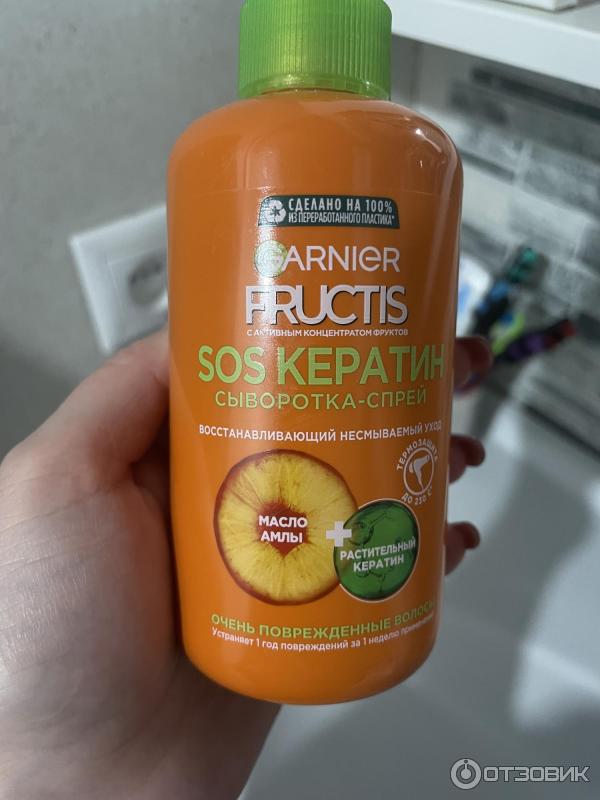 СДЕЛАНО НА 100%
ИЗ ПЕРЕРАБОТАННОГО ПЛАСТИКА*
GARNIER
FRUCTIS
С АКТИВНЫМ КОНЦЕНТРАТОМ ФРУКТОВ
SOS КЕРАТИН
СЫВОРОТКА-СПРЕЙ
ВОССТАНАВЛИВАЮЩИЙ НЕСМЫВАЕМЫЙ УХОД
ТЕРМОЗАЩИТА
ДО 230°C
МАСЛО
АМЛЫ
+
РАСТИТЕЛЬНЫЙ
КЕРАТИН
ОЧЕНЬ ПОВРЕЖДЕННЫЕ ВОЛОСЫ
Устраняет 1 год повреждений за 1 неделю применения
ОТЗОВИК